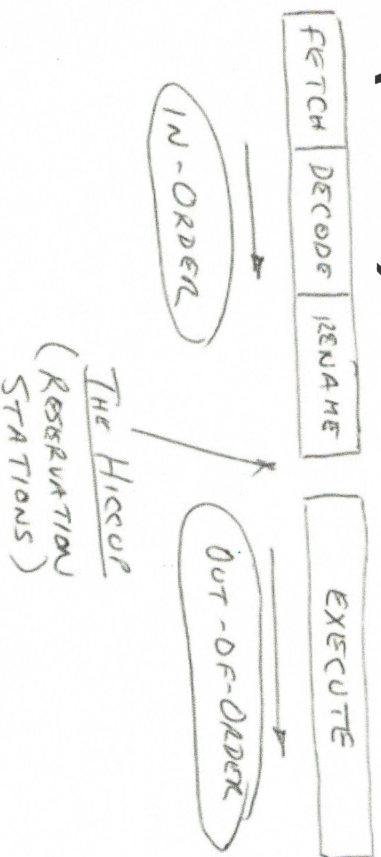 FETCH DECODE RENAME
EXECUTE
IN-ORDER
OUT-OF-ORDER
THE HICCUP
(RESERVATION
STATIONS)